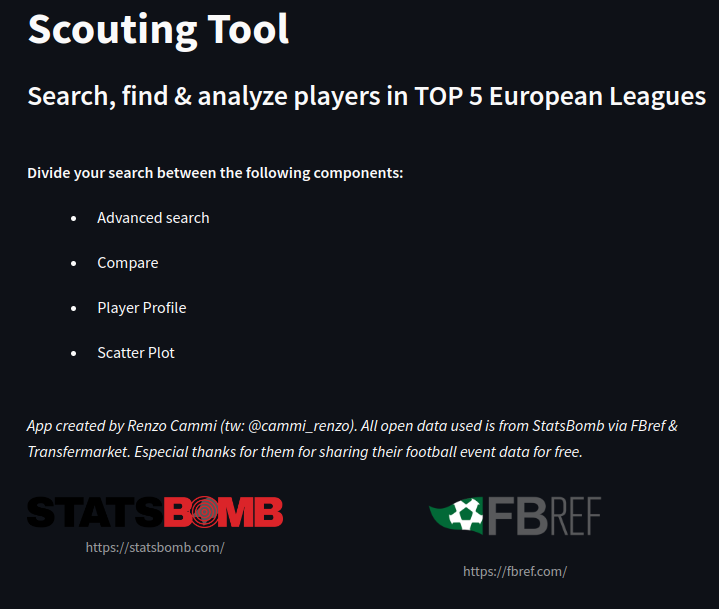 Scouting Tool
Search, find & analyze players in TOP 5 European Leagues
Divide your search between the following components:
Advanced search
Compare
Player Profile
Scatter Plot
App created by Renzo Cammi (tw: @cammi_renzo). All open data used is from StatsBomb via FBref &
Transfermarket. Especial thanks for them for sharing their football event data for free.
STATSBOMB
FBREF
https://statsbomb.com/
https://fbref.com/